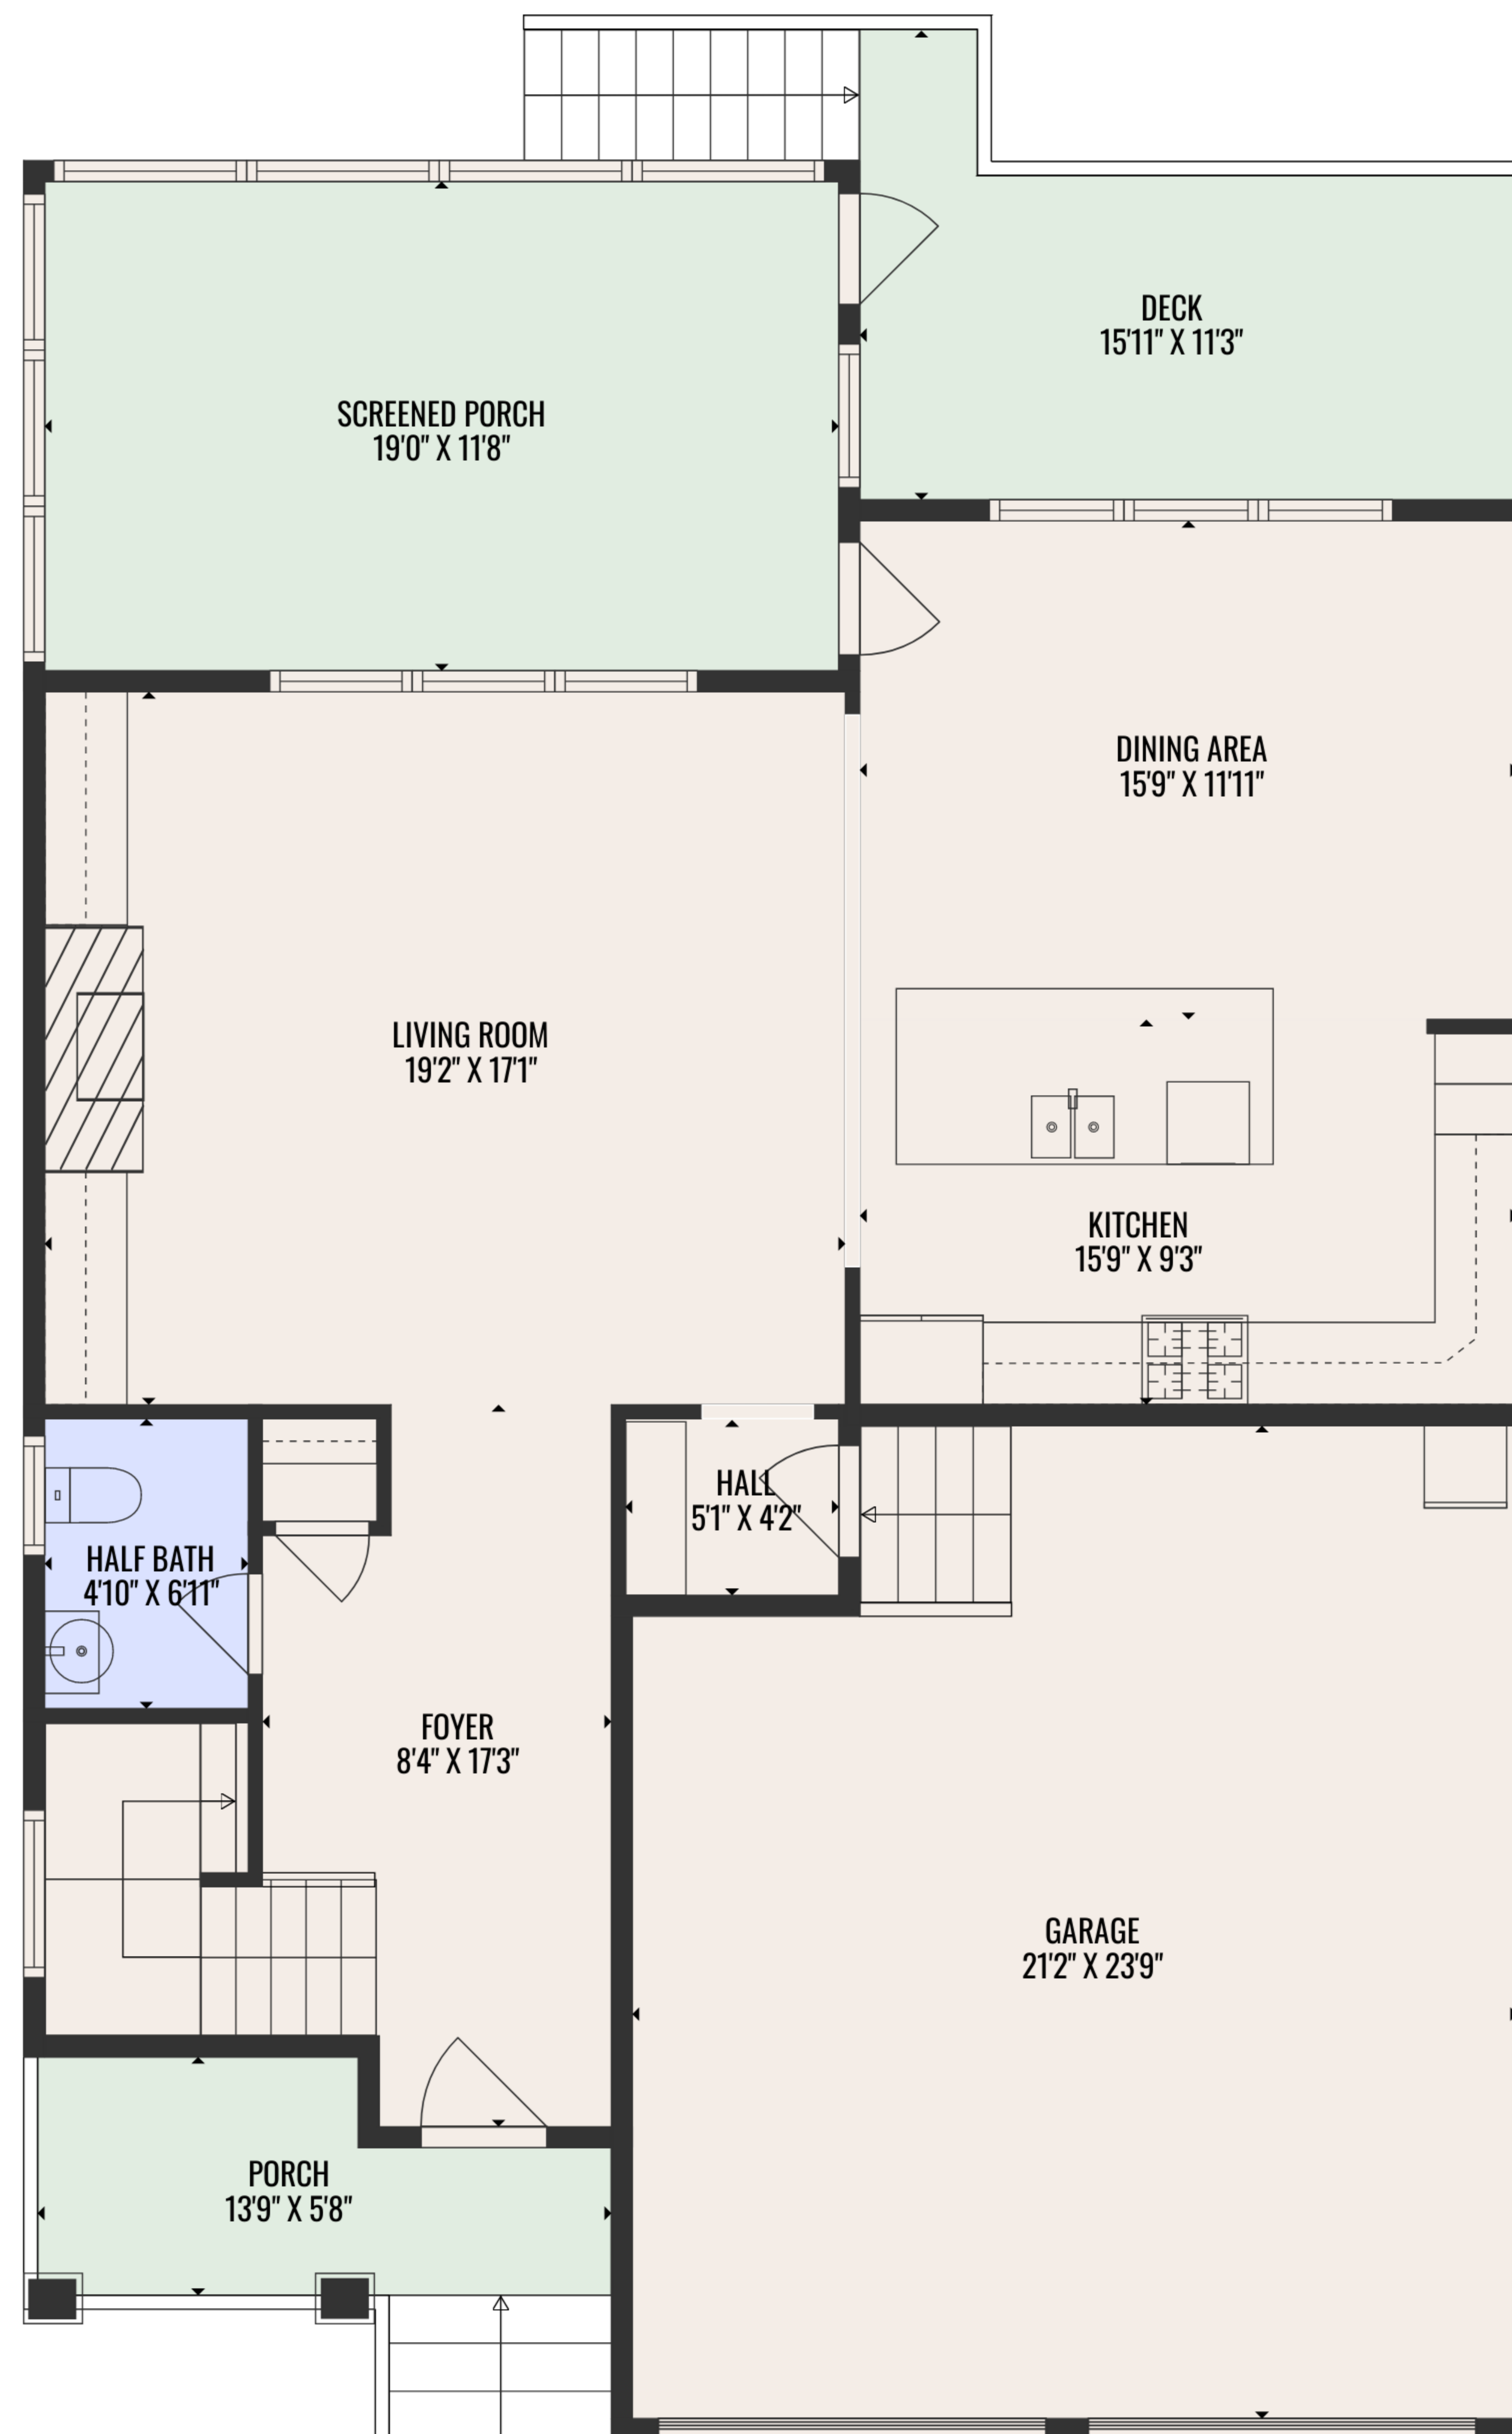 DECK
15'11" X 11'3"
SCREENED PORCH
19'0" X 11'8"
DINING AREA
15'9" X 11'11"
LIVING ROOM
19'2" X 17'1"
KITCHEN
15'9" X 9'3"
HALL
5'1" X 4'2"
HALF BATH
4'10" X 6'11"
FOYER
8'4" X 17'3"
GARAGE
21'2" X 23'9"
PORCH
13'9" X 5'8"